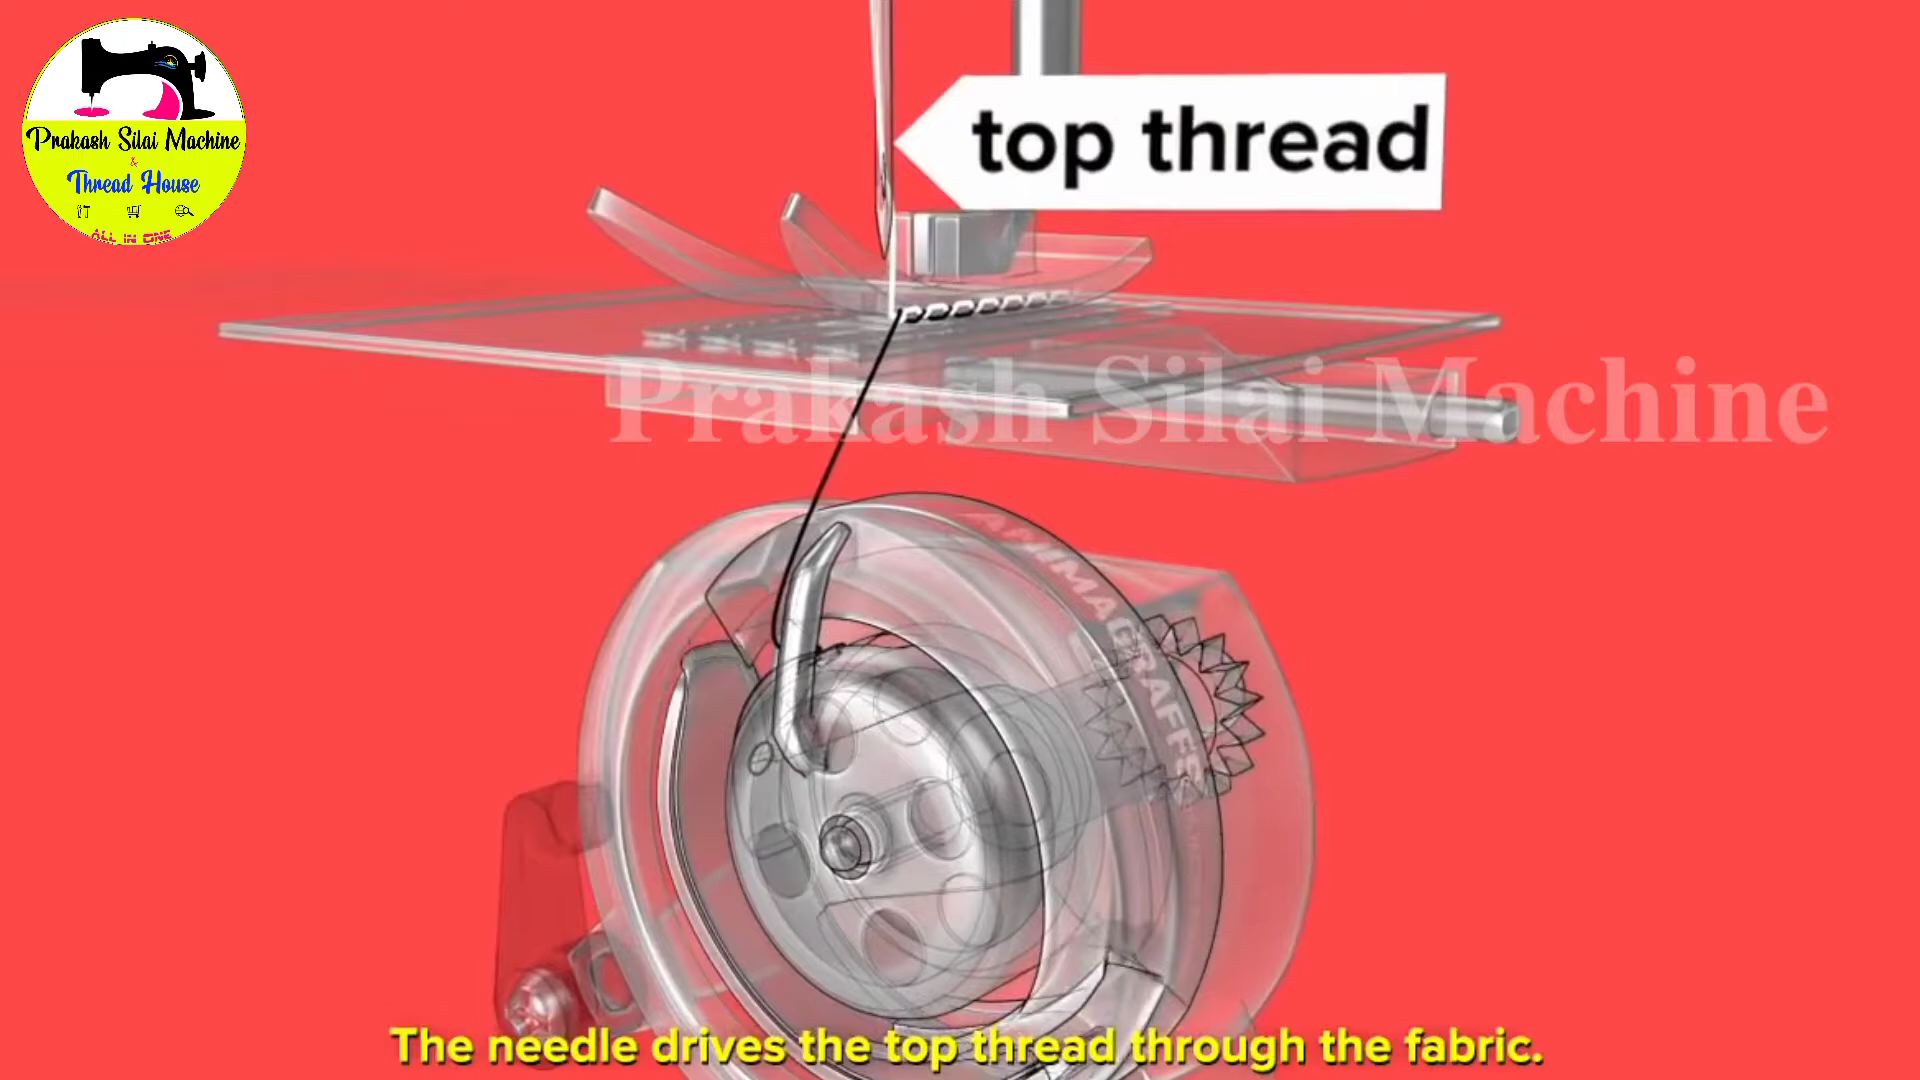 Prakash Silai Machine
&
Thread House
ALL IN ONE
top thread
Prakash Silai Machine
ANIMAGRAFFS
The needle drives the top thread through the fabric.